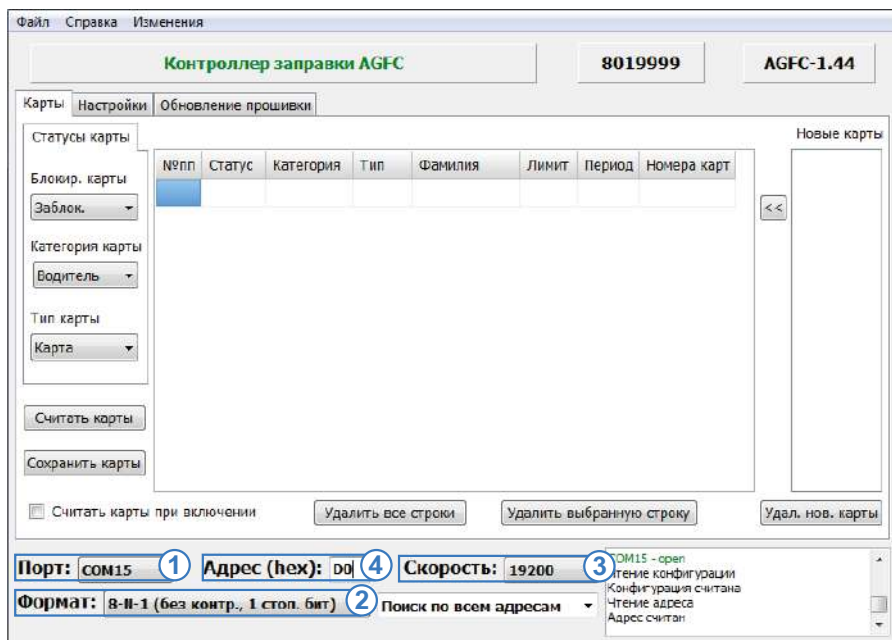 Файл Справка Изменения
Контроллер заправки AGFC 8019999 AGFC-1.44
Карты Настройки Обновление прошивки
Статусы карты Новые карты
№пп Статус Категория Тип Фамилия Лимит Период Номера карт
Блокир. карты
Заблок. <<
Категория карты
Водитель
Тип карты
Карта
Считать карты
Сохранить карты
Считать карты при включении Удалить все строки Удалить выбранную строку Удал. нов. карты
Порт: COM15 1 Адрес (hex): D0 4 Скорость: 19200 3
Формат: 8-N-1 (без контр., 1 стоп. бит) 2 Поиск по всем адресам
COM15 - open
Чтение конфигурации
Конфигурация считана
Чтение адреса
Адрес считан